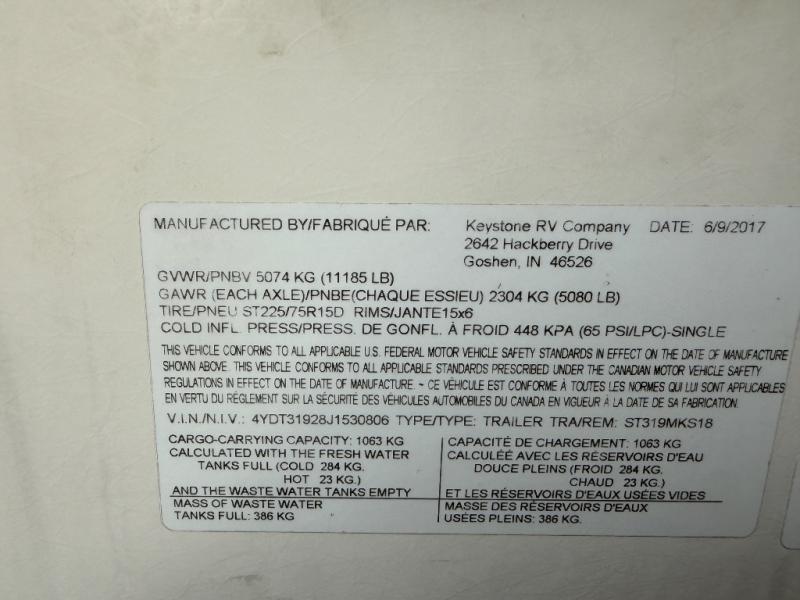 MANUFACTURED BY/FABRIQUÉ PAR: Keystone RV Company DATE: 6/9/2017
2642 Hackberry Drive
Goshen, IN 46526
GVWR/PNBV 5074 KG (11185 LB)
GAWR (EACH AXLE)/PNBE(CHAQUE ESSIEU) 2304 KG (5080 LB)
TIRE/PNEU ST225/75R15D RIMS/JANTE15x6
COLD INFL. PRESS/PRESS. DE GONFL. À FROID 448 KPA (65 PSI/LPC)-SINGLE
THIS VEHICLE CONFORMS TO ALL APPLICABLE U.S. FEDERAL MOTOR VEHICLE SAFETY STANDARDS IN EFFECT ON THE DATE OF MANUFACTURE
SHOWN ABOVE. THIS VEHICLE CONFORMS TO ALL APPLICABLE STANDARDS PRESCRIBED UNDER THE CANADIAN MOTOR VEHICLE SAFETY
REGULATIONS IN EFFECT ON THE DATE OF MANUFACTURE. ~ CE VÉHICULE EST CONFORME À TOUTES LES NORMES QUI LUI SONT APPLICABLES
EN VERTU DU RÉGLEMENT SUR LA SÉCURITÉ DES VÉHICULES AUTOMOBILES DU CANADA EN VIGUEUR À LA DATE DE SA FABRICATION.
V.I.N./N.I.V.: 4YDT31928J1530806 TYPE/TYPE: TRAILER TRA/REM: ST319MKS18
CARGO-CARRYING CAPACITY: 1063 KG
CALCULATED WITH THE FRESH WATER
TANKS FULL (COLD 284 KG.
HOT 23 KG.)
AND THE WASTE WATER TANKS EMPTY
MASS OF WASTE WATER
TANKS FULL: 386 KG
CAPACITÉ DE CHARGEMENT: 1063 KG
CALCULÉE AVEC LES RÉSERVOIRS D'EAU
DOUCE PLEINS (FROID 284 KG.
CHAUD 23 KG.)
ET LES RÉSERVOIRS D'EAUX USÉES VIDES
MASSE DES RÉSERVOIRS D'EAUX
USÉES PLEINS: 386 KG.